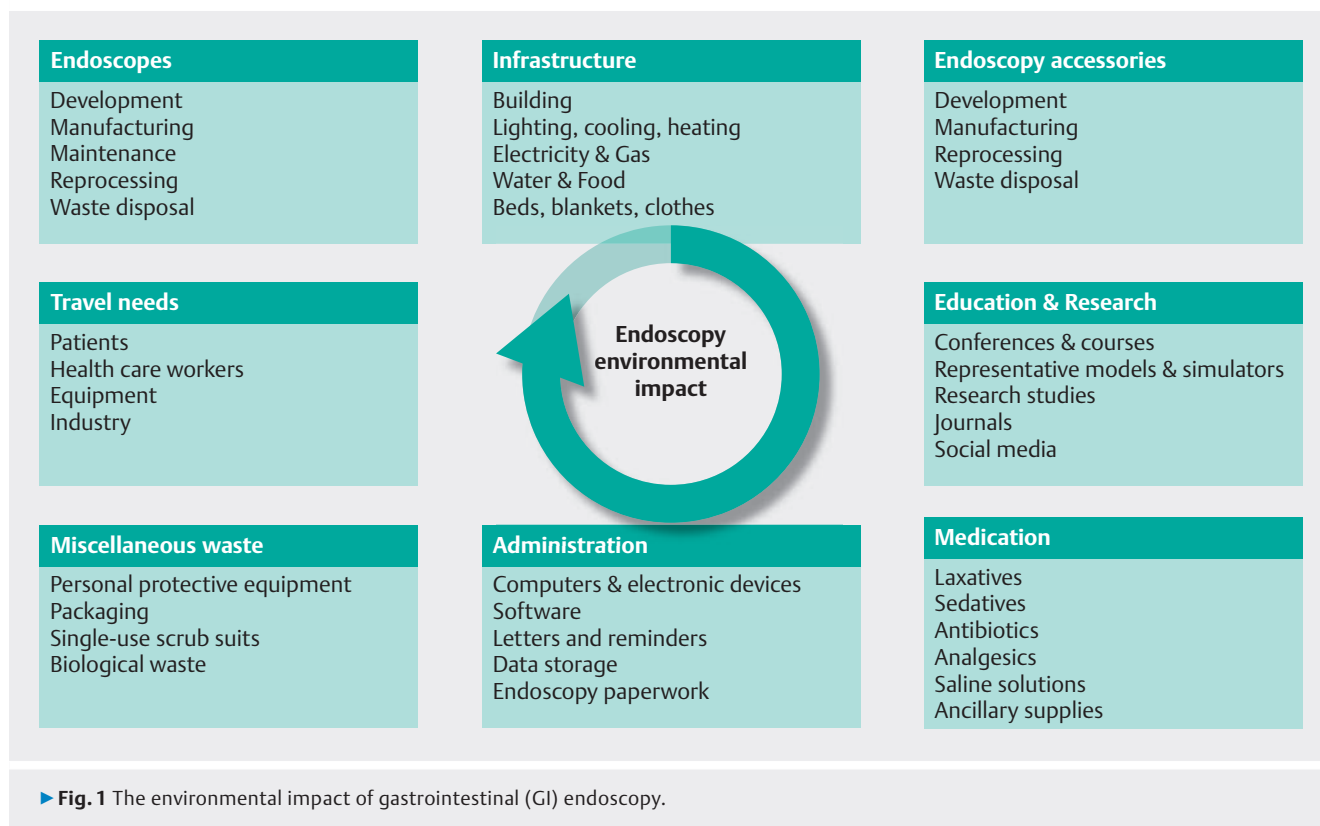 Endoscopes
Development
Manufacturing
Maintenance
Reprocessing
Waste disposal
Infrastructure
Building
Lighting, cooling, heating
Electricity & Gas
Water & Food
Beds, blankets, clothes
Endoscopy accessories
Development
Manufacturing
Reprocessing
Waste disposal
Travel needs
Patients
Health care workers
Equipment
Industry
Endoscopy
environmental
impact
Education & Research
Conferences & courses
Representative models & simulators
Research studies
Journals
Social media
Miscellaneous waste
Personal protective equipment
Packaging
Single-use scrub suits
Biological waste
Administration
Computers & electronic devices
Software
Letters and reminders
Data storage
Endoscopy paperwork
Medication
Laxatives
Sedatives
Antibiotics
Analgesics
Saline solutions
Ancillary supplies
▶ Fig. 1 The environmental impact of gastrointestinal (GI) endoscopy.